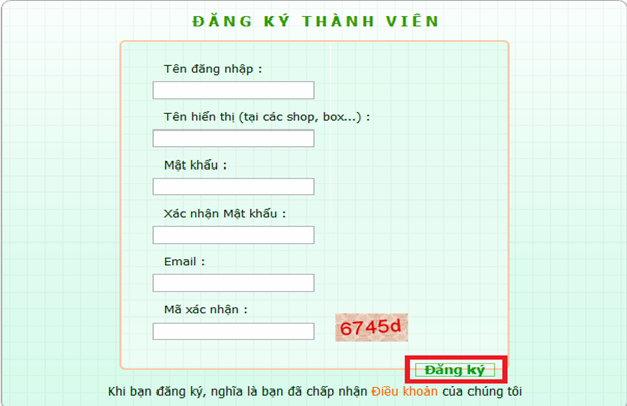 ĐĂNG KÝ THÀNH VIÊN
Tên đăng nhập :
Tên hiển thị (tại các shop, box...) :
Mật khẩu :
Xác nhận Mật khẩu :
Email :
Mã xác nhận :
6745d
Đăng ký
Khi bạn đăng ký, nghĩa là bạn đã chấp nhận Điều khoản của chúng tôi